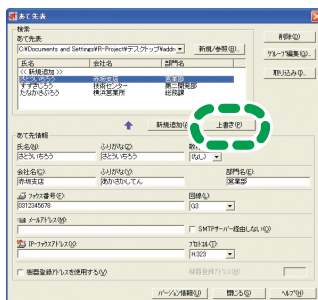 あて先表
検索
あて先表:
C:¥Documents and Settings¥R-Project¥デスクトップ¥addr
新規/参照(B)...
削除(D)
グループ編集(G)...
取り込み(I)...
氏名 会社名 部門名
<< 新規追加 >>
さとういちろう 赤坂支店 営業部
すずきじろう 技術センター 第二開発部
たなかさぶろう 横浜営業所 総務課
新規追加(A)
上書き(P)
あて先情報
氏名(N): ふりがな(Z):
さとういちろう さとういちろう (なし)
会社名(C): ふりがな(Y): 部門名(E):
赤坂支店 あかさかしてん 営業部
ファクス番号(F): 回線(L):
0312345678 G3
メールアドレス(M):
SMTPサーバー経由しない(O)
IP-ファクスアドレス(X): プロトコル(T):
H.323
機器登録アドレスを使用する(V)
バージョン情報(U) 閉じる(S) ヘルプ(H)